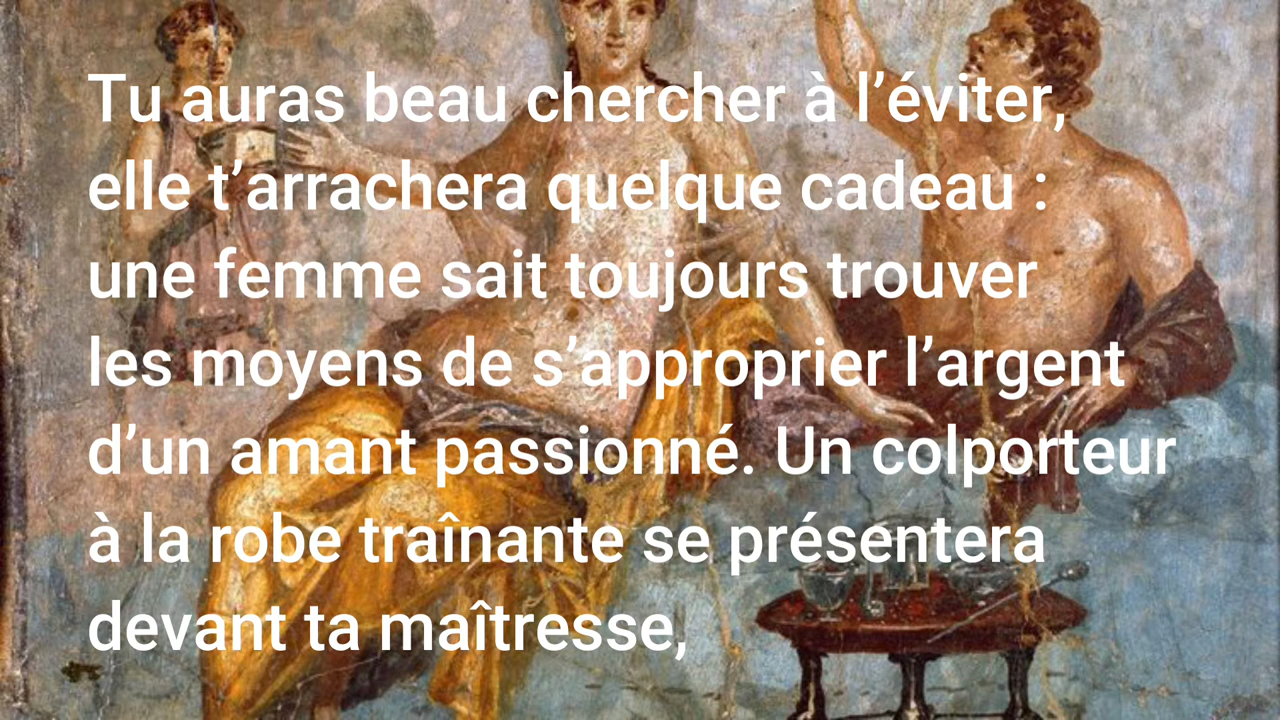 Tu auras beau chercher à l’éviter,
elle t’arrachera quelque cadeau :
une femme sait toujours trouver
les moyens de s’approprier l’argent
d’un amant passionné. Un colporteur
à la robe traînante se présentera
devant ta maîtresse,